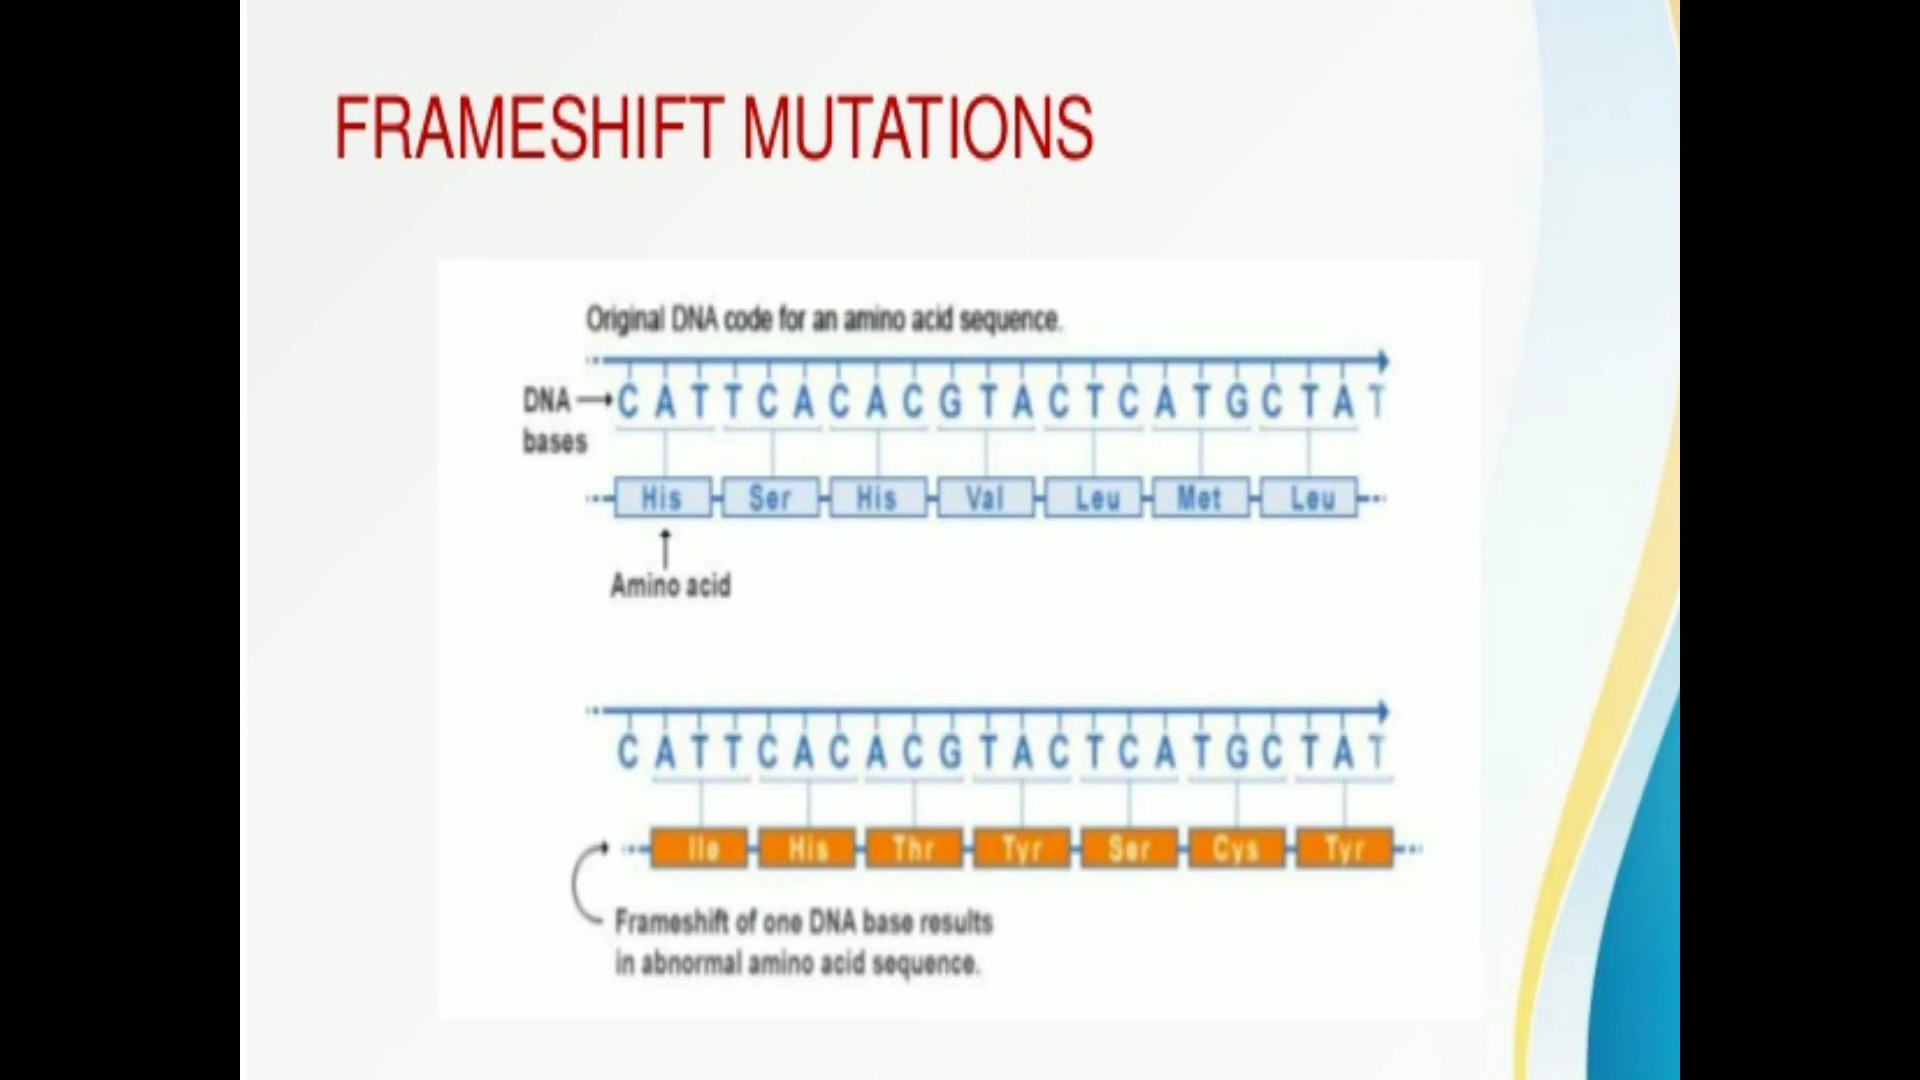 FRAMESHIFT MUTATIONS
Original DNA code for an amino acid sequence.
DNA bases
C A T T C A C A C G T A C T C A T G C T A T
His Ser His Val Leu Met Leu
Amino acid
C A T T C A C A C G T A C T C A T G C T A T
Ile His Thr Tyr Ser Cys Tyr
Frameshift of one DNA base results
in abnormal amino acid sequence.